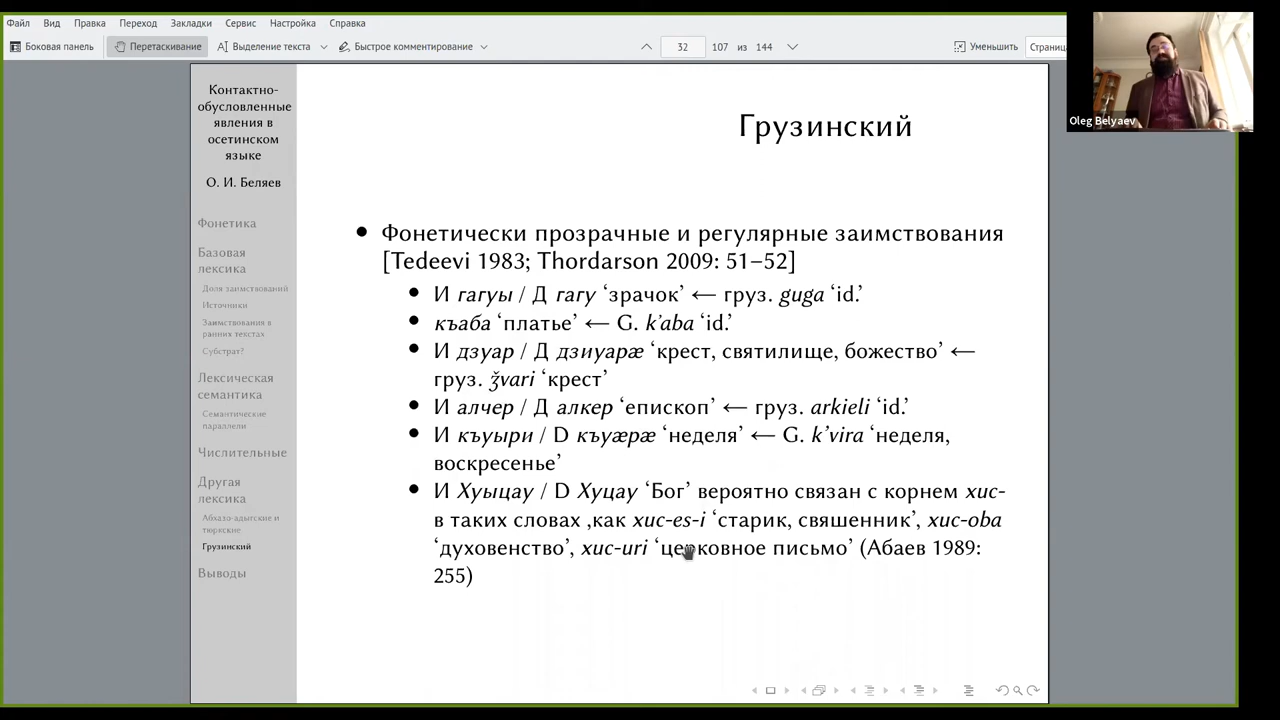 Файл Вид Правка Переход Закладки Сервис Настройка Справка
Боковая панель Перетаскивание Выделение текста Быстрое комментирование 32 107 из 144 Уменьшить Страница
Oleg Belyaev
Контактно-
обусловленные
явления в
осетинском
языке
О. И. Беляев
Фонетика
Базовая
лексика
Доля заимствований
Источники
Заимствования в
ранних текстах
Субстрат?
Лексическая
семантика
Семантические
параллели
Числительные
Другая
лексика
Абхазо-адыгские и
тюркские
Грузинский
Выводы
Грузинский
• Фонетически прозрачные и регулярные заимствования
[Tedeevi 1983; Thordarson 2009: 51–52]
• И гагуы / Д гагу ‘зрачок’ ← груз. guga ‘id.’
• къаба ‘платье’ ← G. k’aba ‘id.’
• И дзуар / Д дзиуарæ ‘крест, святилище, божество’ ←
груз. ǯvari ‘крест’
• И алчер / Д алкер ‘епископ’ ← груз. arkieli ‘id.’
• И къуыри / D къуæрæ ‘неделя’ ← G. k’vira ‘неделя,
воскресенье’
• И Хуыцау / D Хуцау ‘Бог’ вероятно связан с корнем xuc-
в таких словах ,как xuc-es-i ‘старик, свяшенник’, xuc-oba
‘духовенство’, xuc-uri ‘церковное письмо’ (Абаев 1989:
255)